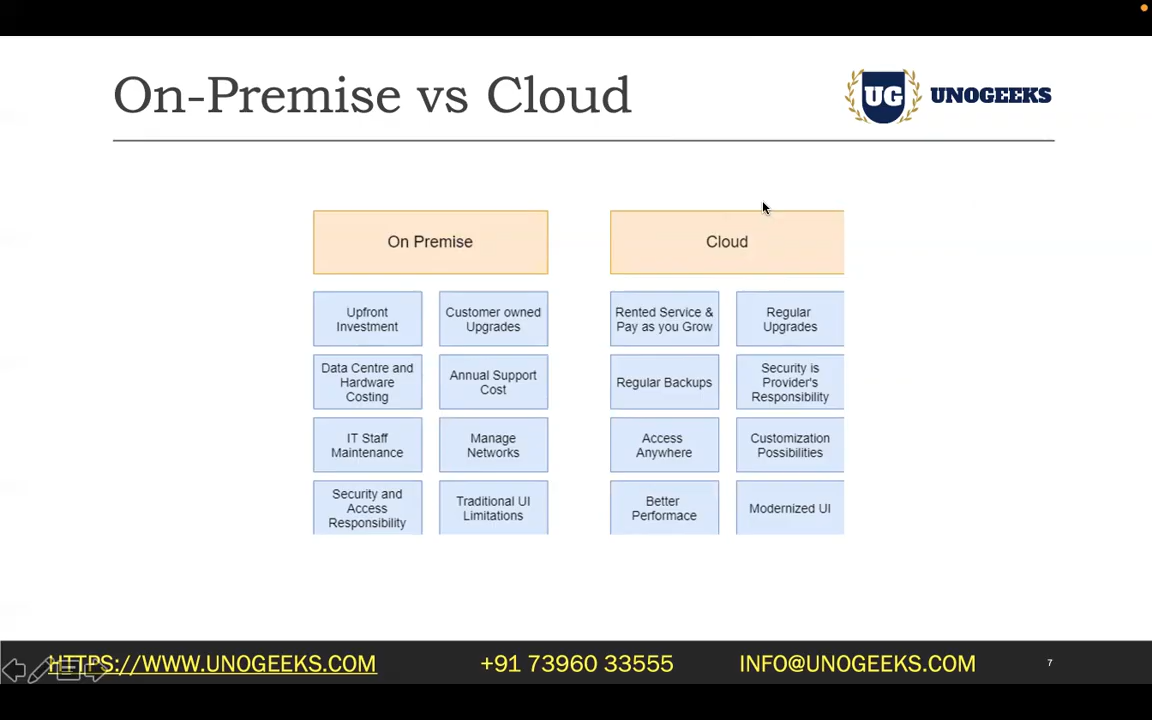 On-Premise vs Cloud
UG UNOGEEKS
On Premise
Cloud
Upfront
Investment
Customer owned
Upgrades
Rented Service &
Pay as you Grow
Regular
Upgrades
Data Centre and
Hardware
Costing
Annual Support
Cost
Regular Backups
Security is
Provider's
Responsibility
IT Staff
Maintenance
Manage
Networks
Access
Anywhere
Customization
Possibilities
Security and
Access
Responsibility
Traditional UI
Limitations
Better
Performace
Modernized UI
HTTPS://WWW.UNOGEEKS.COM
+91 73960 33555
INFO@UNOGEEKS.COM
7